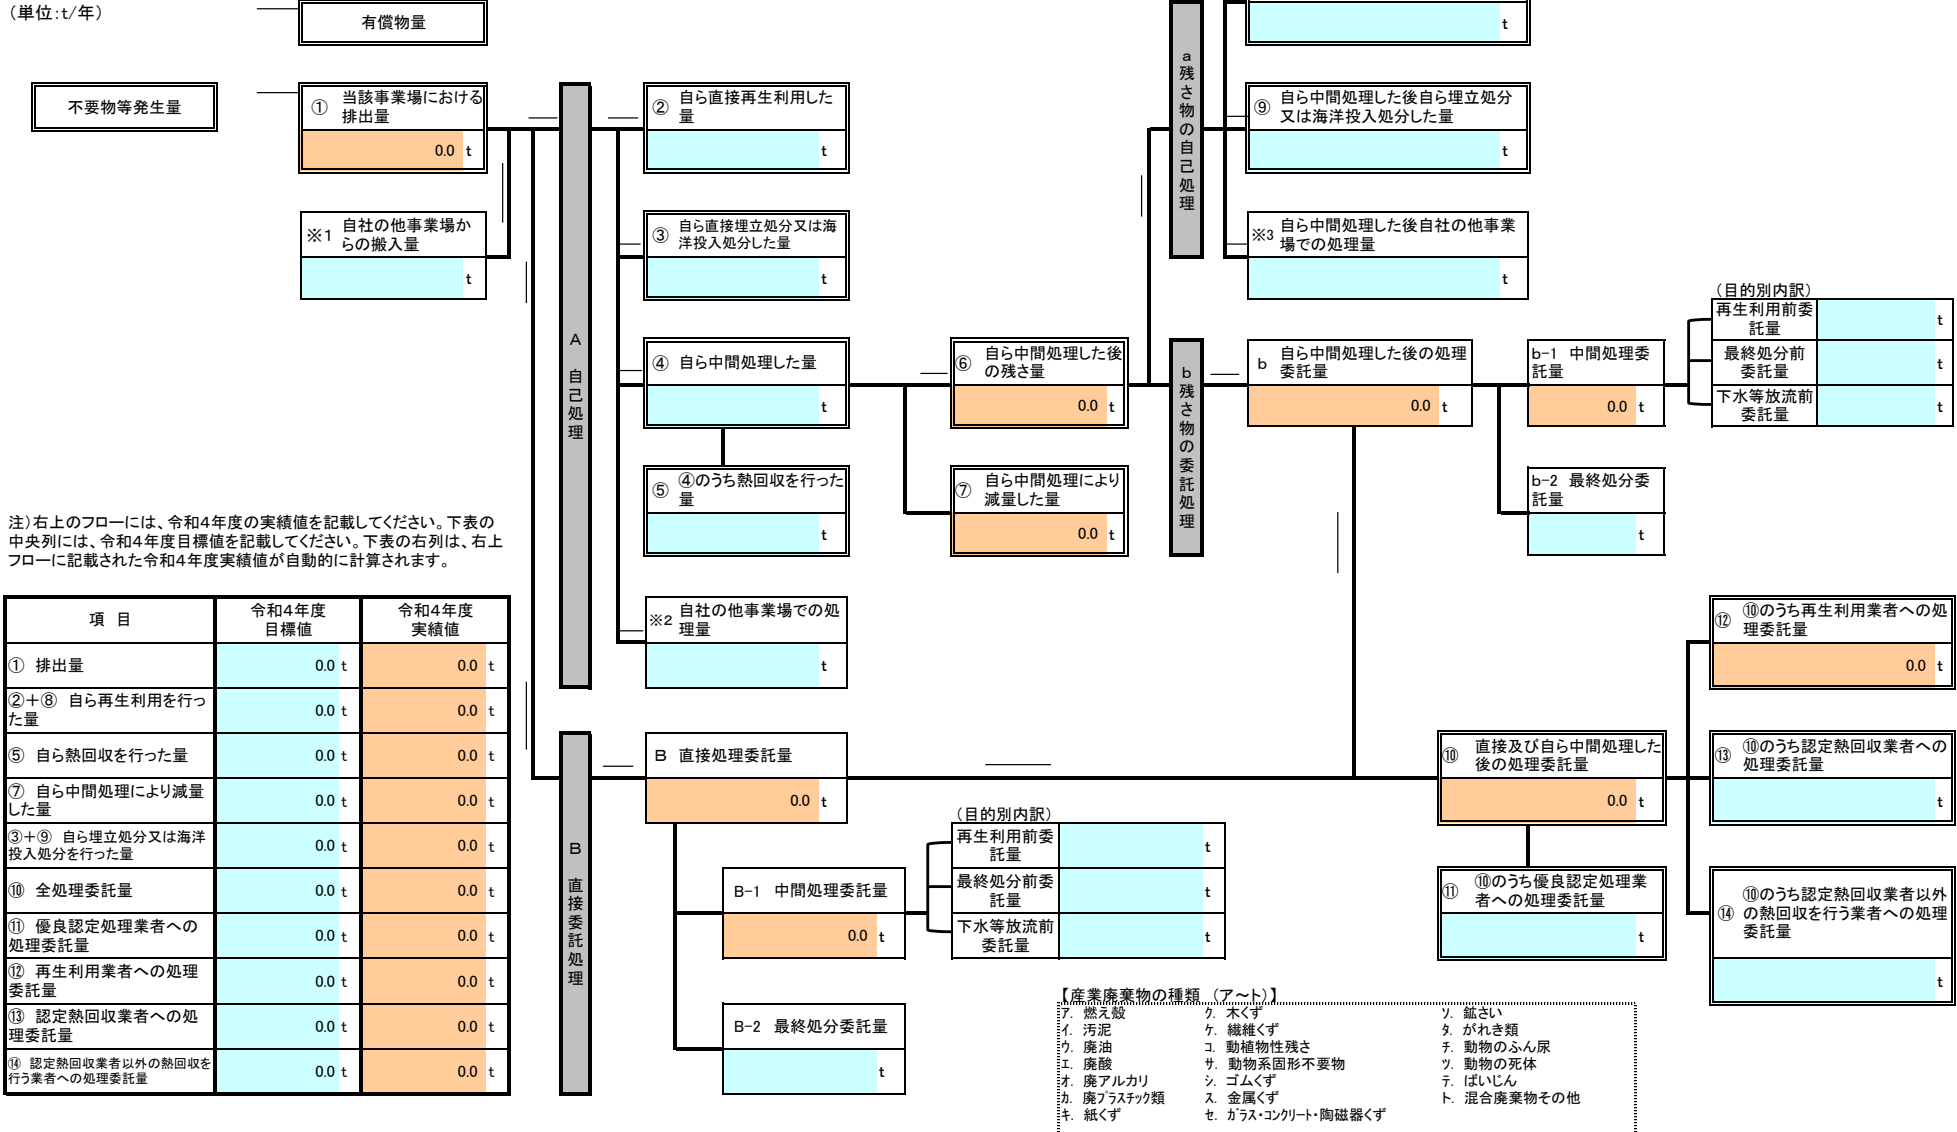 （単位：t/年）
有償物量
不要物等発生量
① 当該事業場における
排出量
0.0 t
※1 自社の他事業場か
らの搬入量
t
A
自
己
処
理
② 自ら直接再生利用した
量
t
③ 自ら直接埋立処分又は海
洋投入処分した量
t
④ 自ら中間処理した量
t
⑤ ④のうち熱回収を行った
量
t
※2 自社の他事業場での処
理量
t
⑥ 自ら中間処理した後
の残さ量
0.0 t
⑦ 自ら中間処理により
減量した量
0.0 t
a
残
さ
物
の
自
己
処
理
t
⑨ 自ら中間処理した後自ら埋立処分
又は海洋投入処分した量
t
※3 自ら中間処理した後自社の他事業
場での処理量
t
b
残
さ
物
の
委
託
処
理
b 自ら中間処理した後の処理
委託量
0.0 t
b-1 中間処理委
託量
0.0 t
b-2 最終処分委
託量
t
（目的別内訳）
再生利用前委
託量
t
最終処分前
委託量
t
下水等放流前
委託量
t
注）右上のフローには、令和4年度の実績値を記載してください。下表の
中央列には、令和4年度目標値を記載してください。下表の右列は、右上
フローに記載された令和4年度実績値が自動的に計算されます。
項 目 令和4年度
目標値 令和4年度
実績値
① 排出量 0.0 t 0.0 t
②＋⑧ 自ら再生利用を行っ
た量 0.0 t 0.0 t
⑤ 自ら熱回収を行った量 0.0 t 0.0 t
⑦ 自ら中間処理により減量
した量 0.0 t 0.0 t
③＋⑨ 自ら埋立処分又は海洋
投入処分を行った量 0.0 t 0.0 t
⑩ 全処理委託量 0.0 t 0.0 t
⑪ 優良認定処理業者への
処理委託量 0.0 t 0.0 t
⑫ 再生利用業者への処理
委託量 0.0 t 0.0 t
⑬ 認定熱回収業者への処
理委託量 0.0 t 0.0 t
⑭ 認定熱回収業者以外の熱回収を
行う業者への処理委託量 0.0 t 0.0 t
B
直
接
委
託
処
理
B 直接処理委託量
0.0 t
B-1 中間処理委託量
0.0 t
B-2 最終処分委託量
t
（目的別内訳）
再生利用前委
託量
t
最終処分前委
託量
t
下水等放流前
委託量
t
⑩ 直接及び自ら中間処理した
後の処理委託量
0.0 t
⑪ ⑩のうち優良認定処理業
者への処理委託量
t
⑫ ⑩のうち再生利用業者への処
理委託量
0.0 t
⑬ ⑩のうち認定熱回収業者への
処理委託量
t
⑭ ⑩のうち認定熱回収業者以外
の熱回収を行う業者への処理
委託量
t
【産業廃棄物の種類 （ア～ト）】
ア. 燃え殻 ク. 木くず ソ. 鉱さい
イ. 汚泥 ケ. 繊維くず タ. がれき類
ウ. 廃油 コ. 動植物性残さ チ. 動物のふん尿
エ. 廃酸 サ. 動物系固形不要物 ツ. 動物の死体
オ. 廃アルカリ シ. ゴムくず テ. ばいじん
カ. 廃プラスチック類 ス. 金属くず ト. 混合廃棄物その他
キ. 紙くず セ. ガラス・コンクリート・陶磁器くず